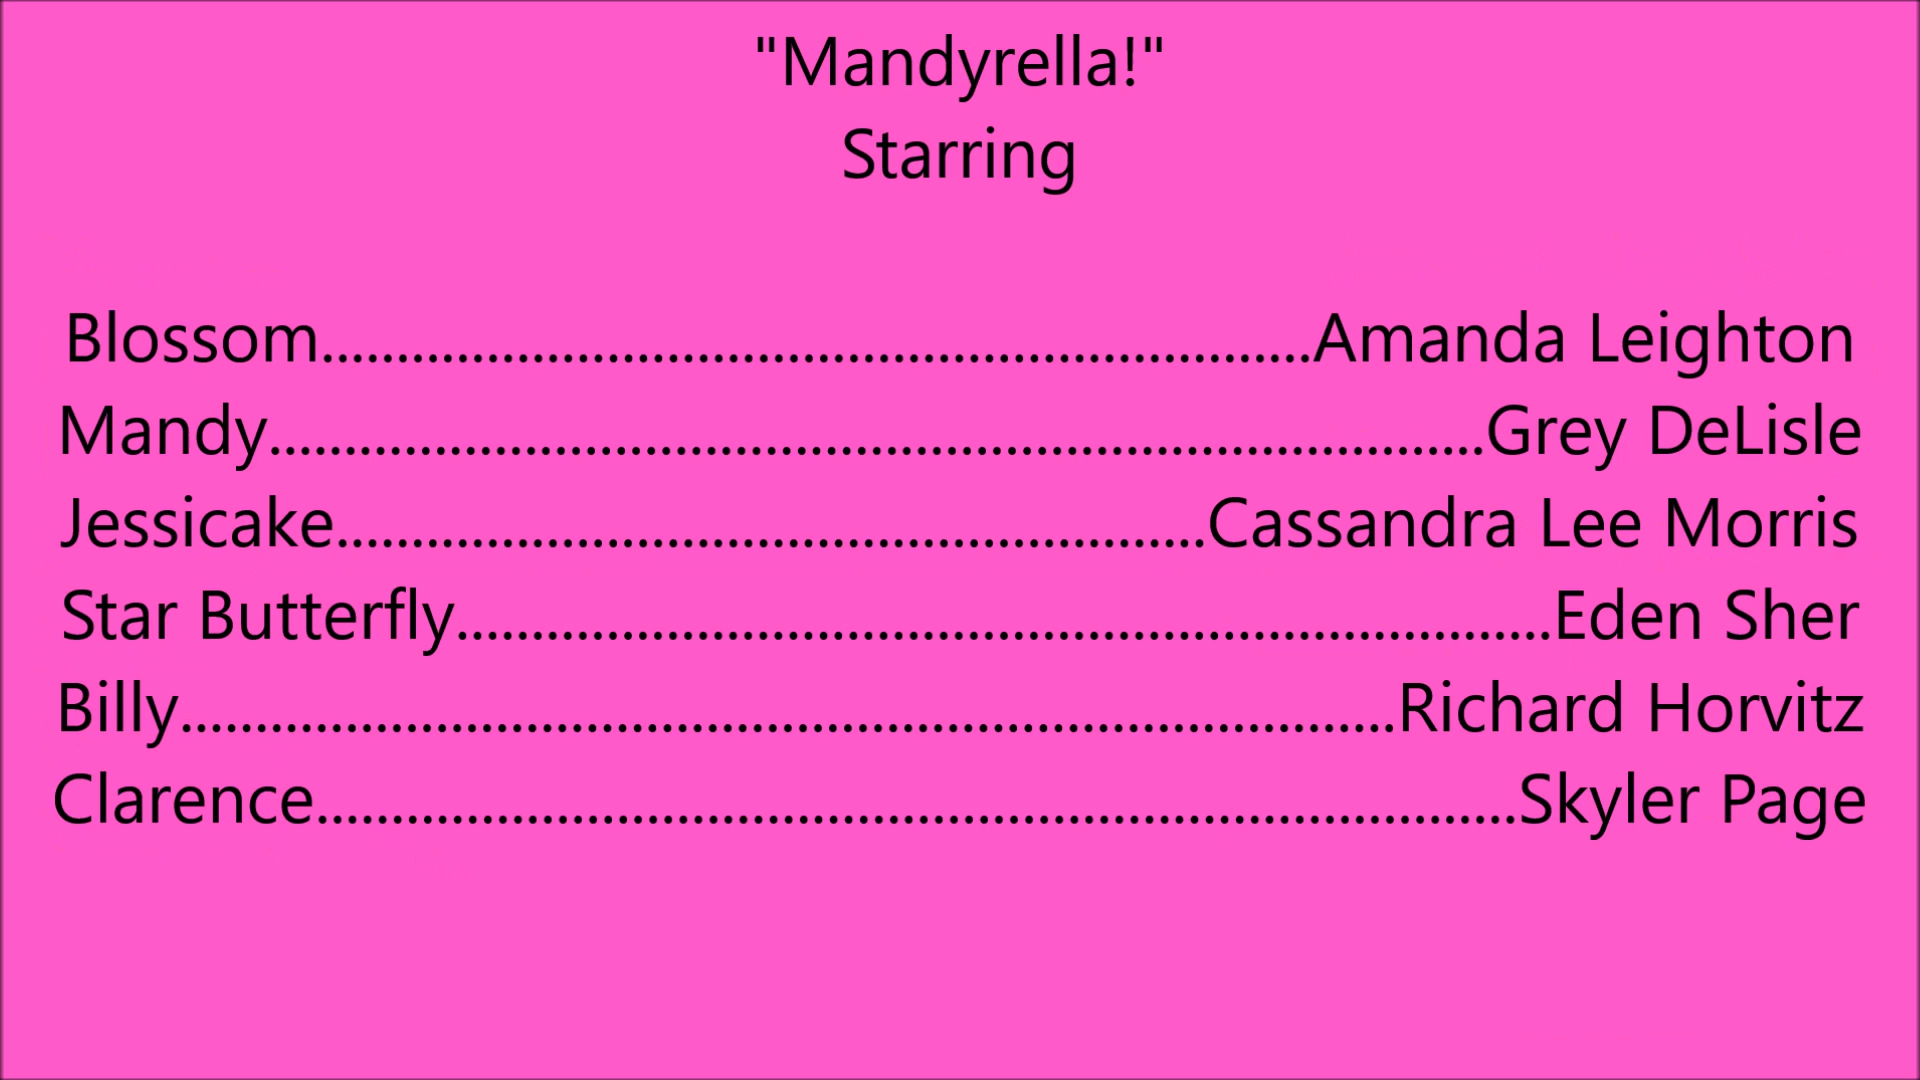 "Mandyrella!"
Starring
Blossom..................................................................Amanda Leighton
Mandy.................................................................................Grey DeLisle
Jessicake..........................................................Cassandra Lee Morris
Star Butterfly.........................................................................Eden Sher
Billy.................................................................................Richard Horvitz
Clarence................................................................................Skyler Page